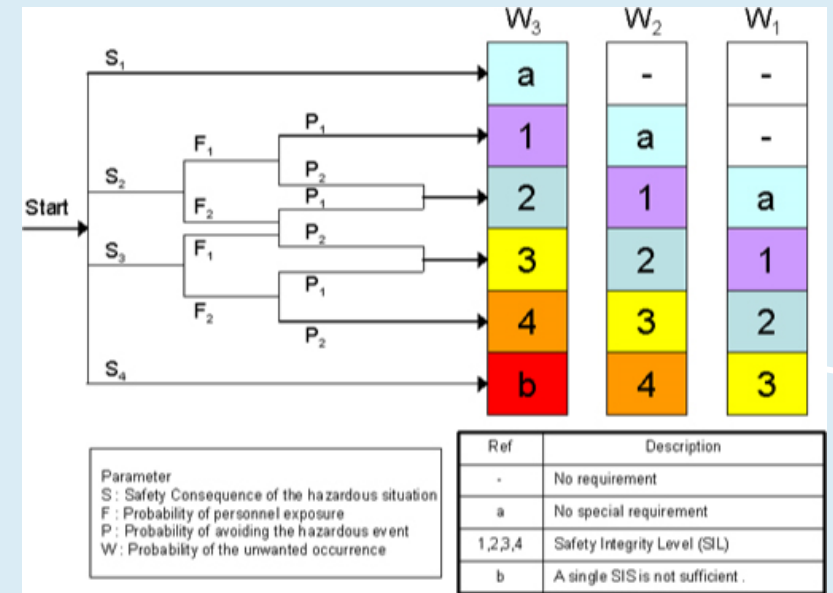 W₃ W₂ W₁
S₁
a - -
P₁
1 a -
F₁
P₂
S₂
P₁
2 1 a
F₂
Start
P₂
S₃
F₁
3 2 1
P₁
F₂
4 3 2
P₂
S₄
b 4 3
Parameter
S : Safety Consequence of the hazardous situation
F : Probability of personnel exposure
P : Probability of avoiding the hazardous event
W : Probability of the unwanted occurrence
Ref Description
- No requirement
a No special requirement
1,2,3,4 Safety Integrity Level (SIL)
b A single SIS is not sufficient .